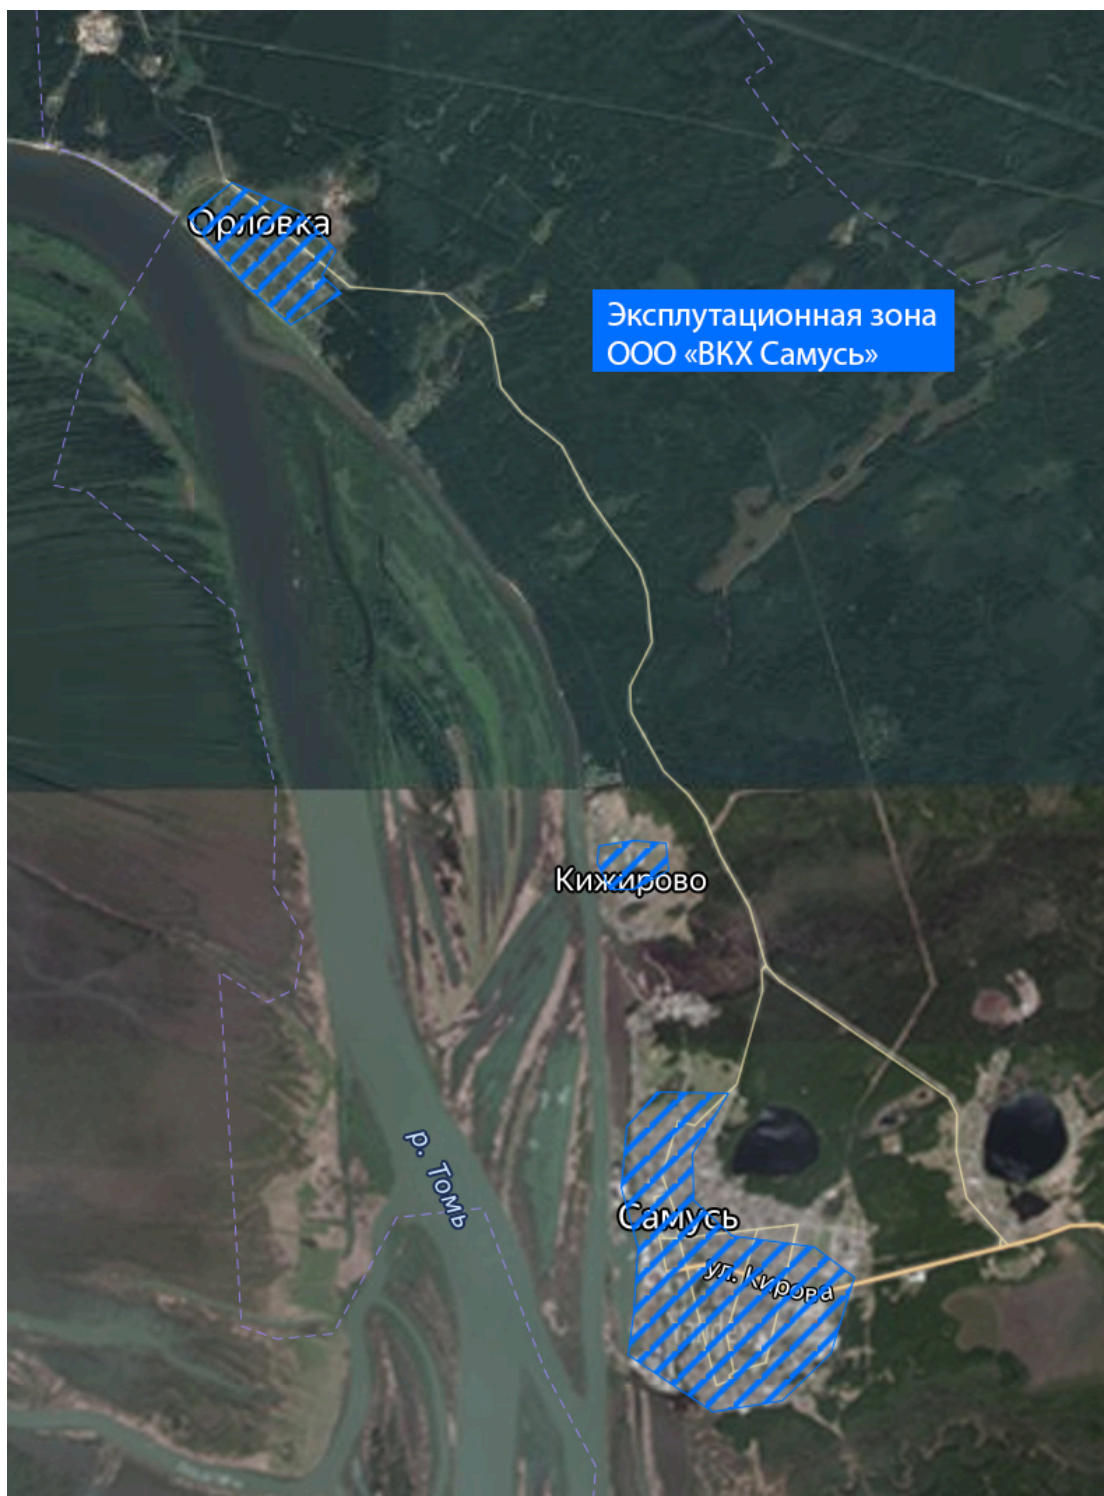 Орловка
Эксплутационная зона
ООО «ВКХ Самусь»
Кижирово
р. Томь
Самусь
ул. Кирова